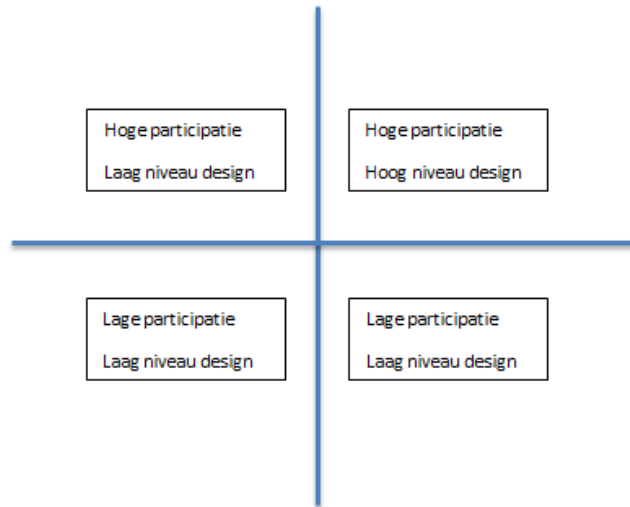 Hoge participatie
Laag niveau design
Hoge participatie
Hoog niveau design
Lage participatie
Laag niveau design
Lage participatie
Laag niveau design